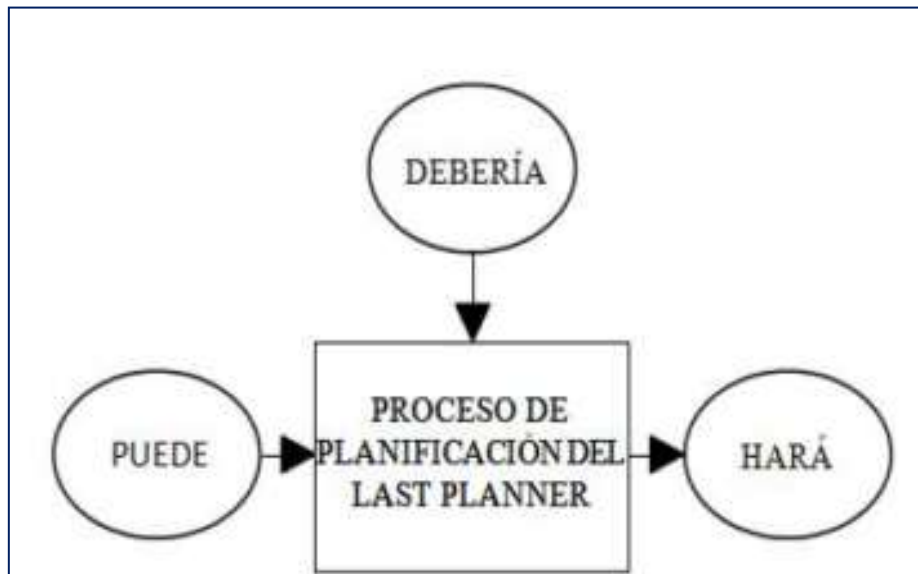 DEBERÍA
PUEDE
PROCESO DE
PLANIFICACIÓN DEL
LAST PLANNER
HARÁ